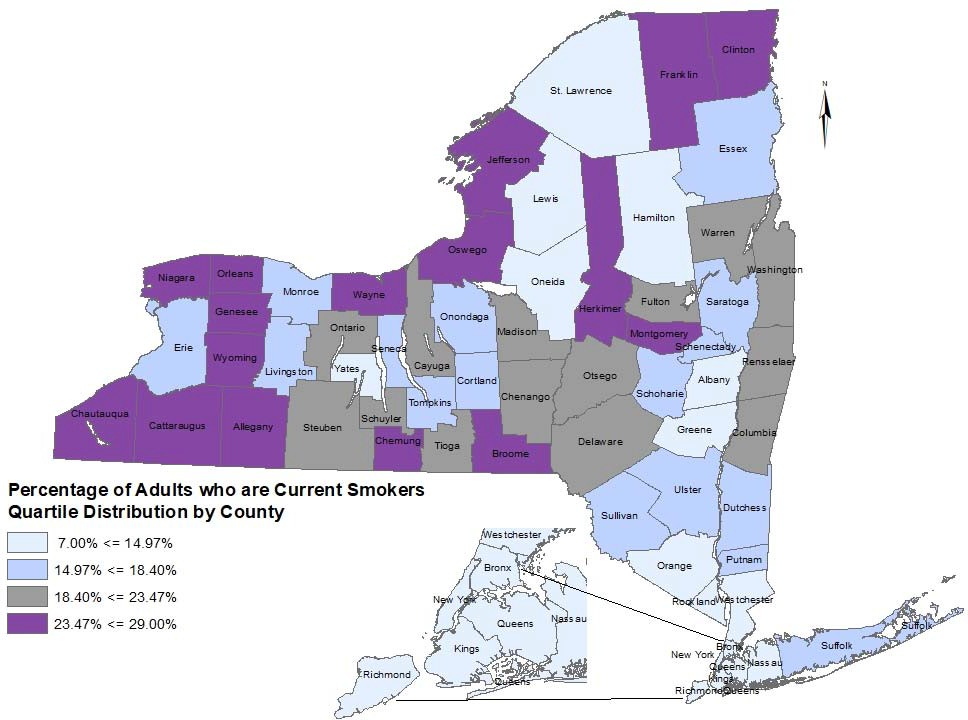 Clinton
Franklin
St. Lawrence
N
Essex
Jefferson
Lewis
Hamilton
Warren
Oswego
Washington
Niagara
Orleans
Oneida
Monroe
Wayne
Herkimer
Fulton
Saratoga
Genesee
Onondaga
Madison
Montgomery
Ontario
Erie
Seneca
Schenectady
Wyoming
Cayuga
Rensselaer
Livingston
Yates
Otsego
Albany
Cortland
Schoharie
Chenango
Tompkins
Chautauqua
Cattaraugus
Allegany
Steuben
Schuyler
Greene
Columbia
Chemung
Tioga
Broome
Delaware
Percentage of Adults who are Current Smokers
Quartile Distribution by County
7.00% <= 14.97%
14.97% <= 18.40%
18.40% <= 23.47%
23.47% <= 29.00%
Ulster
Sullivan
Dutchess
Putnam
Orange
Rockland
Westchester
Westchester
Bronx
New York
Queens
Nassau
Kings
Richmond
Queens
Suffolk
Suffolk
Bronx
New York
Nassau
Queens
Kings
Richmond
Queens